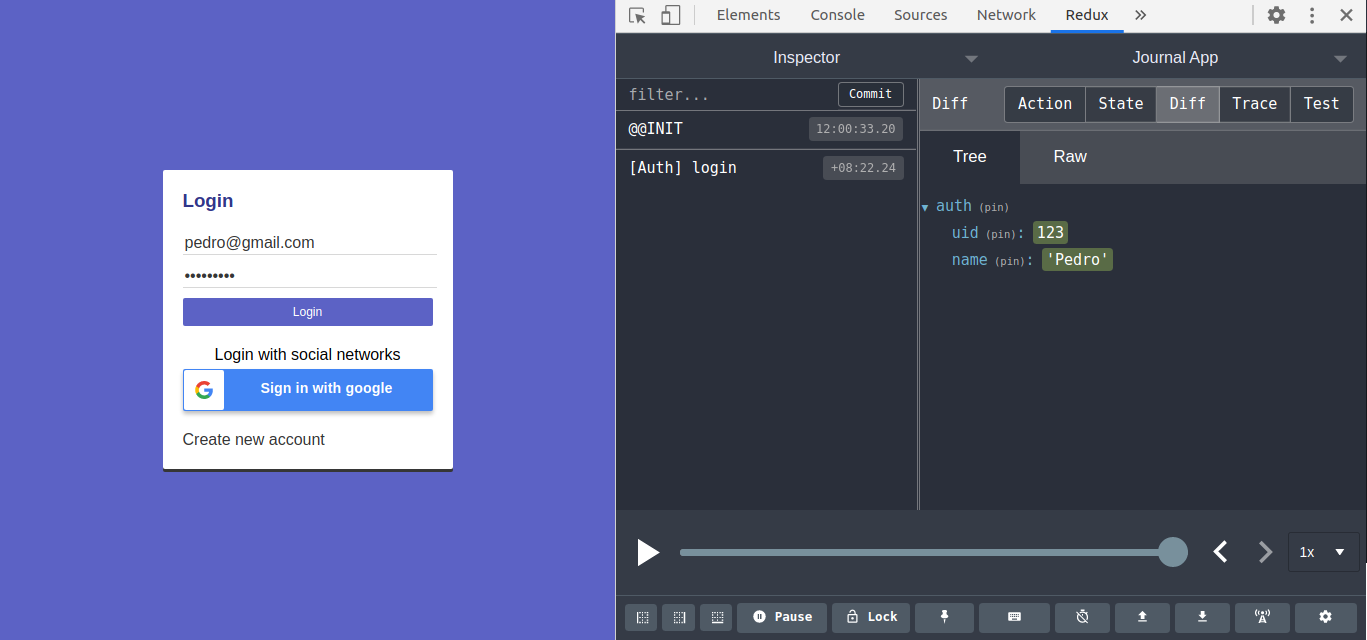 Login
pedro@gmail.com
•••••••••
Login
Login with social networks
Sign in with google
Create new account
Elements Console Sources Network Redux »
Inspector Journal App
filter... Commit
@@INIT 12:00:33.20
[Auth] login +08:22.24
Diff Action State Diff Trace Test
Tree Raw
auth (pin)
uid (pin): 123
name (pin): 'Pedro'
1x
Pause Lock